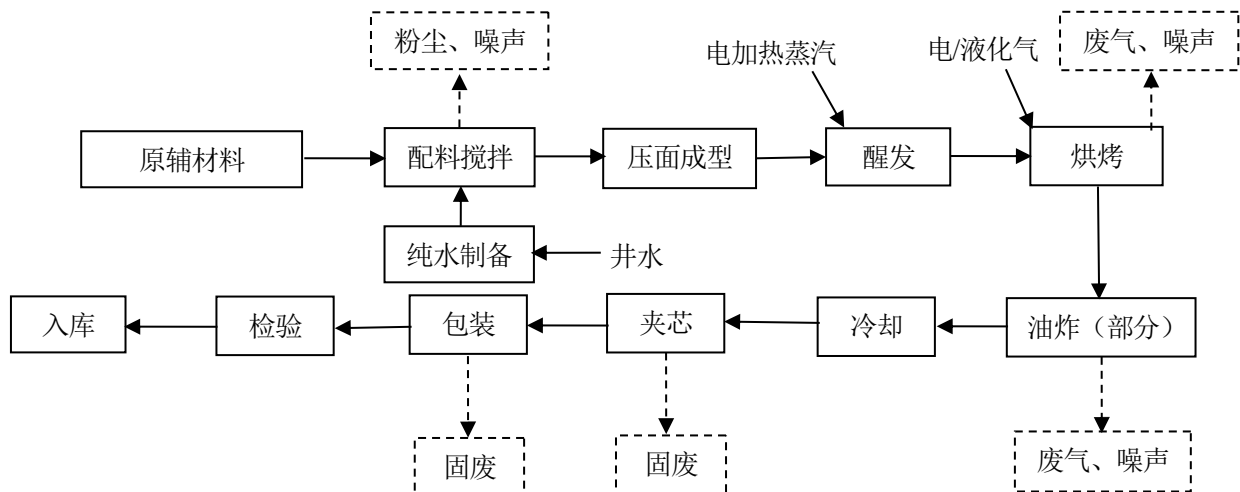 粉尘、噪声
电加热蒸汽
电/液化气
废气、噪声
原辅材料
配料搅拌
压面成型
醒发
烘烤
纯水制备
井水
入库
检验
包装
夹芯
冷却
油炸（部分）
固废
固废
废气、噪声